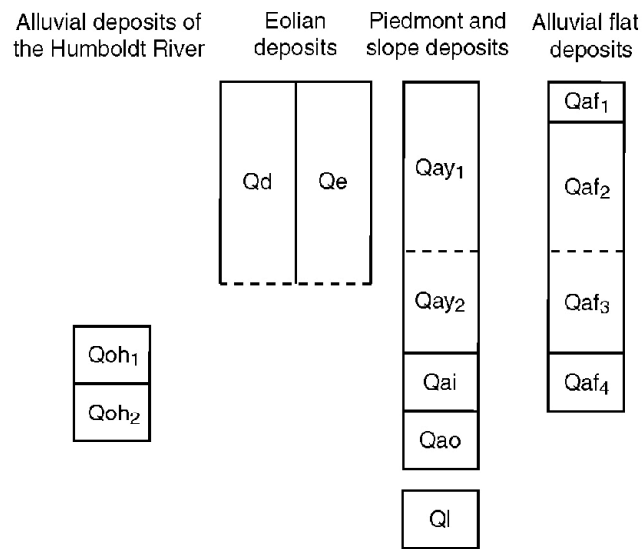 Alluvial deposits of
the Humboldt River
Eolian
deposits
Piedmont and
slope deposits
Alluvial flat
deposits
Qd
Qe
Qay1
Qay2
Qai
Qao
Ql
Qaf1
Qaf2
Qaf3
Qaf4
Qoh1
Qoh2